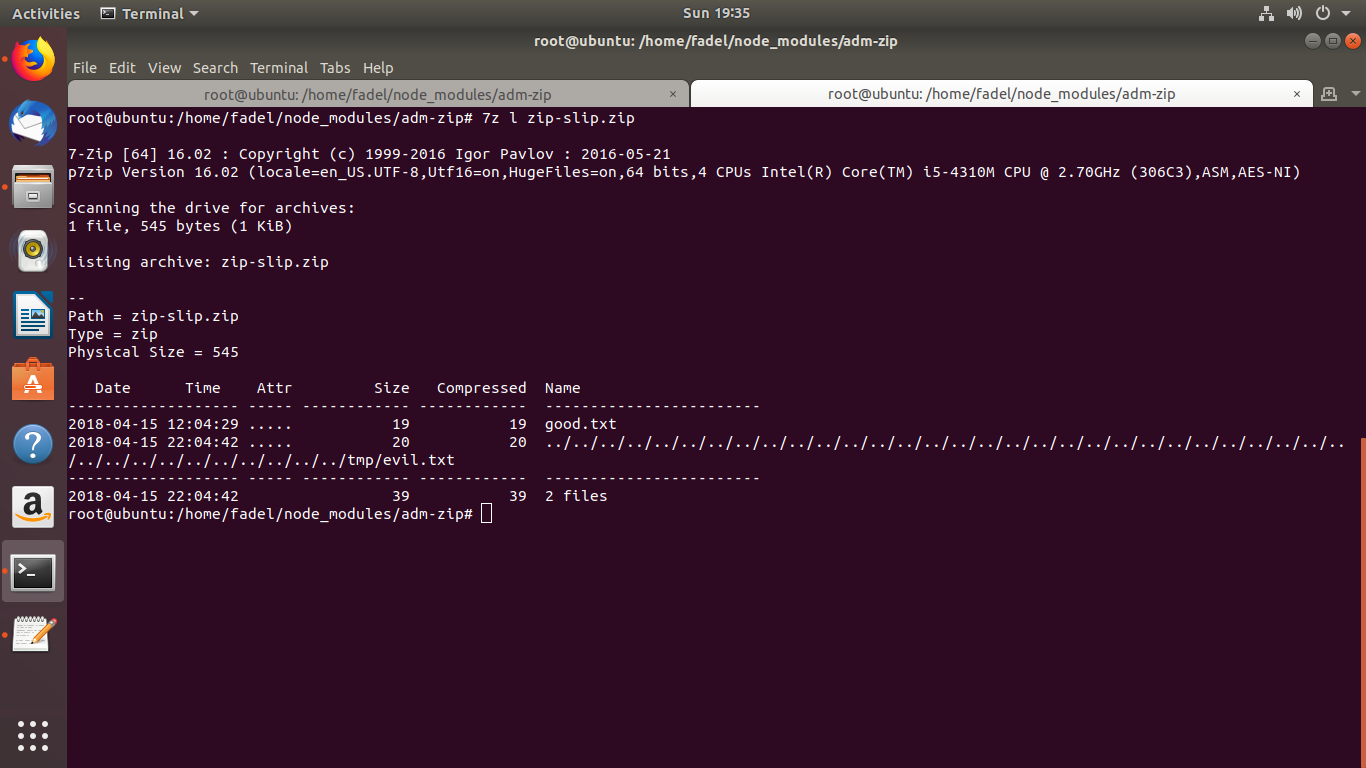 Activities Terminal Sun 19:35
root@ubuntu: /home/fadel/node_modules/adm-zip
File Edit View Search Terminal Tabs Help
root@ubuntu: /home/fadel/node_modules/adm-zip × root@ubuntu: /home/fadel/node_modules/adm-zip ×
root@ubuntu:/home/fadel/node_modules/adm-zip# 7z l zip-slip.zip
7-Zip [64] 16.02 : Copyright (c) 1999-2016 Igor Pavlov : 2016-05-21
p7zip Version 16.02 (locale=en_US.UTF-8,Utf16=on,HugeFiles=on,64 bits,4 CPUs Intel(R) Core(TM) i5-4310M CPU @ 2.70GHz (306C3),ASM,AES-NI)
Scanning the drive for archives:
1 file, 545 bytes (1 KiB)
Listing archive: zip-slip.zip
--
Path = zip-slip.zip
Type = zip
Physical Size = 545
   Date      Time    Attr         Size   Compressed  Name
------------------- ----- ------------ ------------  ------------------------
2018-04-15 12:04:29 .....           19           19  good.txt
2018-04-15 22:04:42 .....           20           20  ../../../../../../../../../../../../../../../../../../../../../../../../../../../../../..
/../../../../../../../../../../tmp/evil.txt
------------------- ----- ------------ ------------  ------------------------
2018-04-15 22:04:42                 39           39  2 files
root@ubuntu:/home/fadel/node_modules/adm-zip#